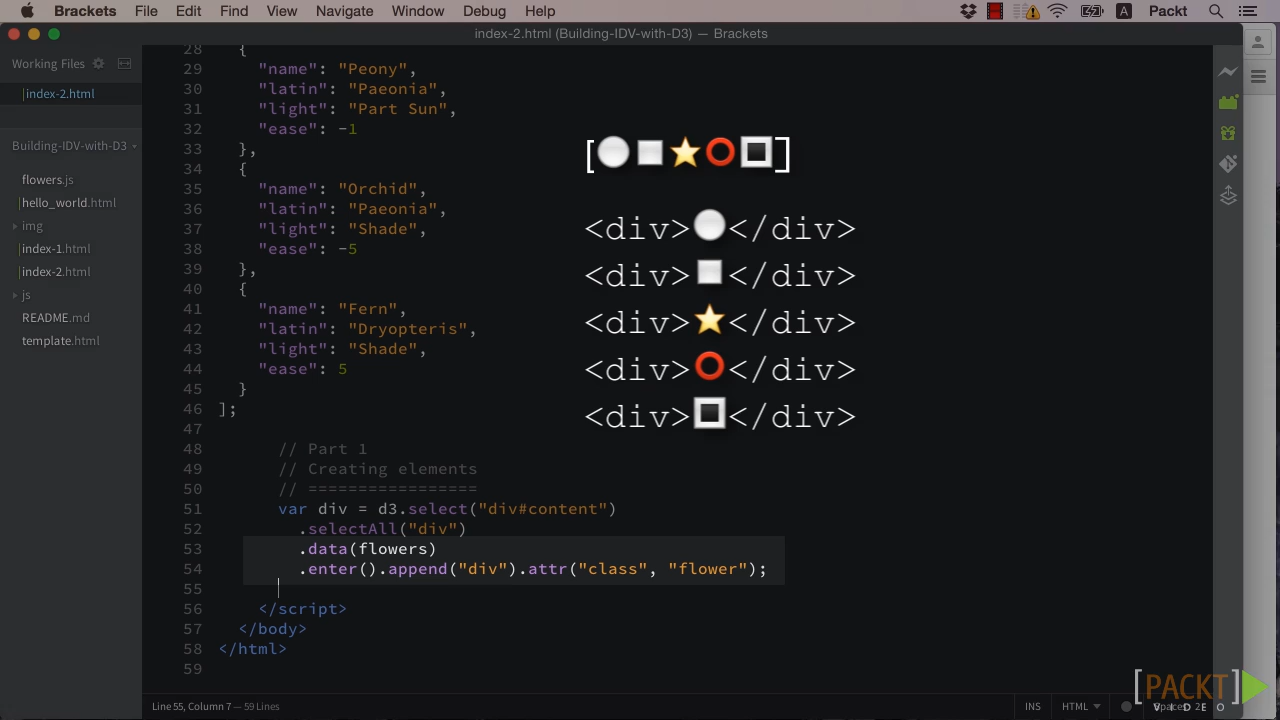 Brackets File Edit Find View Navigate Window Debug Help A Packt
index-2.html (Building-IDV-with-D3) — Brackets
Working Files
index-2.html
Building-IDV-with-D3
flowers.js
hello_world.html
img
index-1.html
index-2.html
js
README.md
template.html
28 {
29 "name": "Peony",
30 "latin": "Paeonia",
31 "light": "Part Sun",
32 "ease": -1
33 },
34 {
35 "name": "Orchid",
36 "latin": "Paeonia",
37 "light": "Shade",
38 "ease": -5
39 },
40 {
41 "name": "Fern",
42 "latin": "Dryopteris",
43 "light": "Shade",
44 "ease": 5
45 }
46 ];
47
48 // Part 1
49 // Creating elements
50 // =================
51 var div = d3.select("div#content")
52 .selectAll("div")
53 .data(flowers)
54 .enter().append("div").attr("class", "flower");
55
56 </script>
57 </body>
58 </html>
59
[⚪◽⭐⭕🔳]
<div>⚪</div>
<div>◽</div>
<div>⭐</div>
<div>⭕</div>
<div>🔳</div>
Line 55, Column 7 — 59 Lines
INS HTML Spaces: 2
[PACKT]
VIDEO